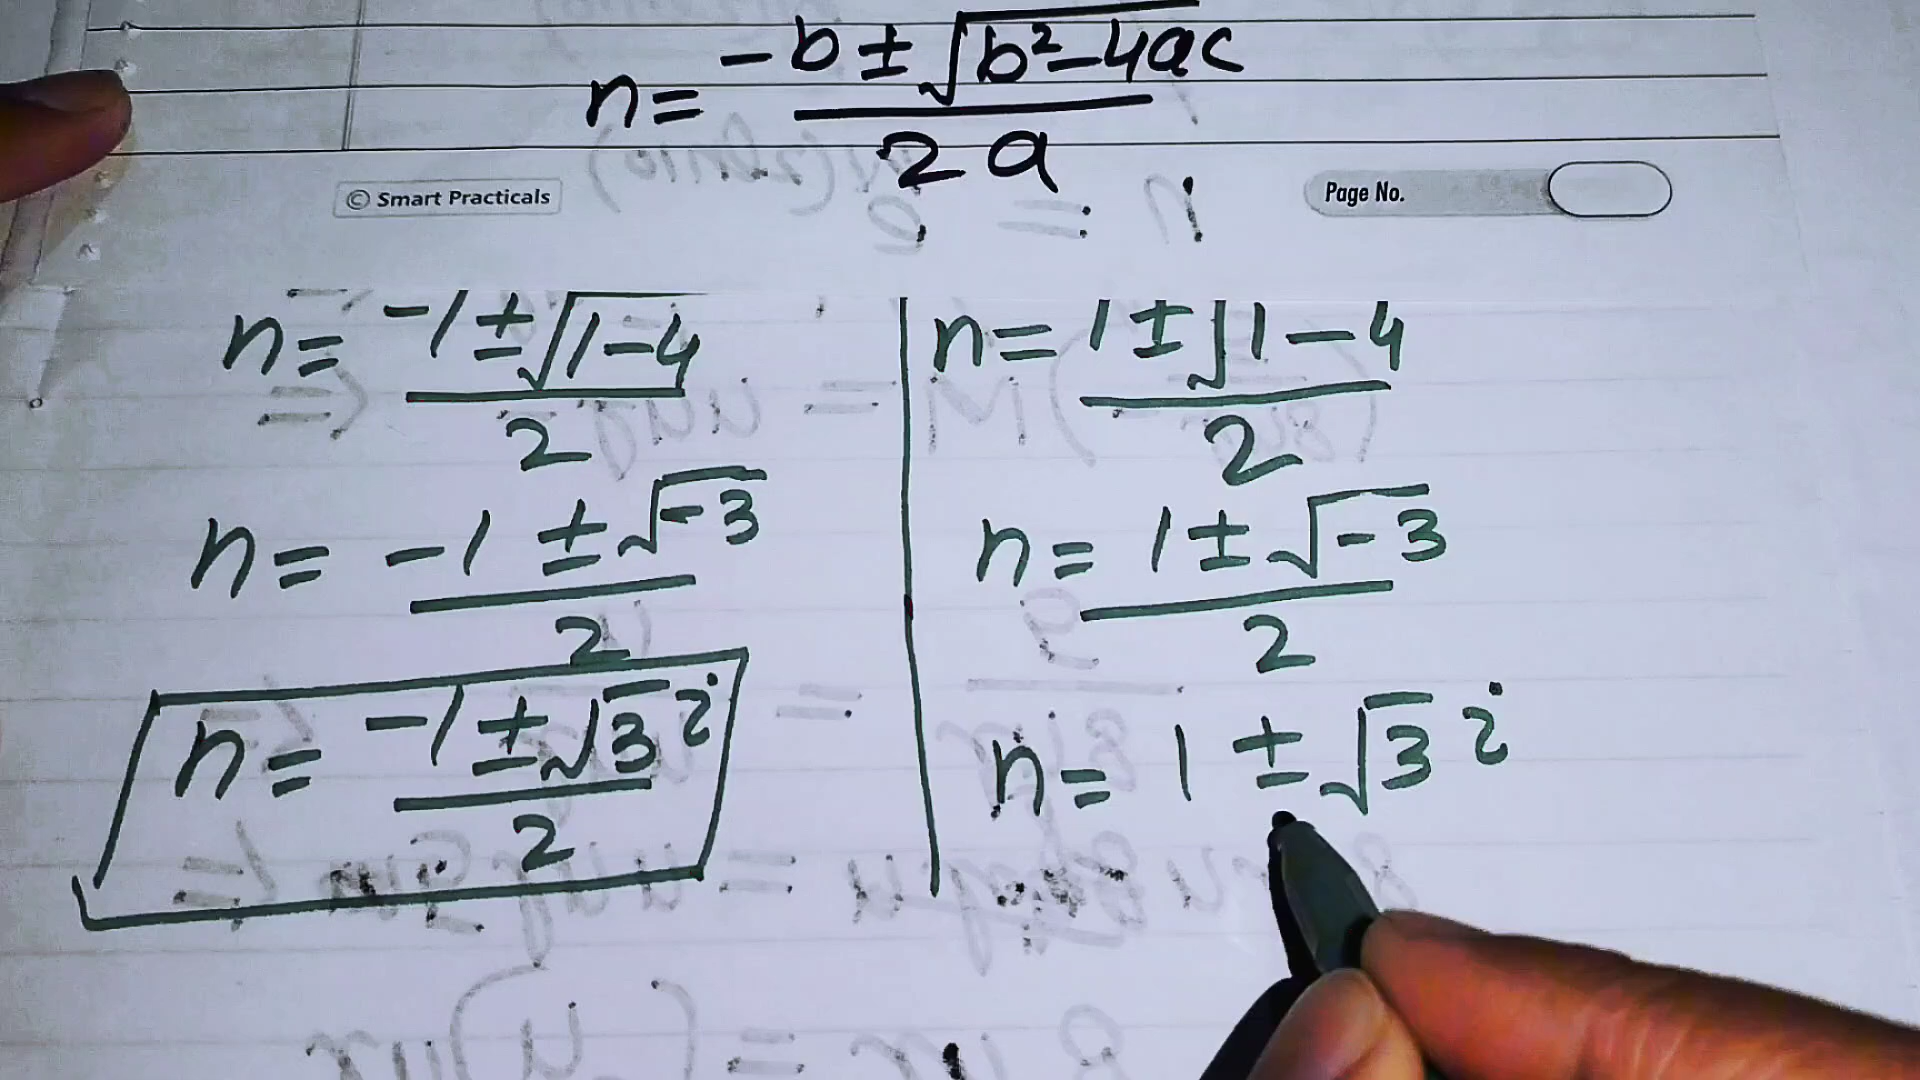 n = (-b ± √(b² - 4ac)) / 2a
© Smart Practicals
Page No.
n = (-1 ± √(1-4)) / 2
n = (-1 ± √-3) / 2
n = (-1 ± √3 i) / 2
n = (1 ± √1-4) / 2
n = (1 ± √-3) / 2
n = 1 ± √3 i